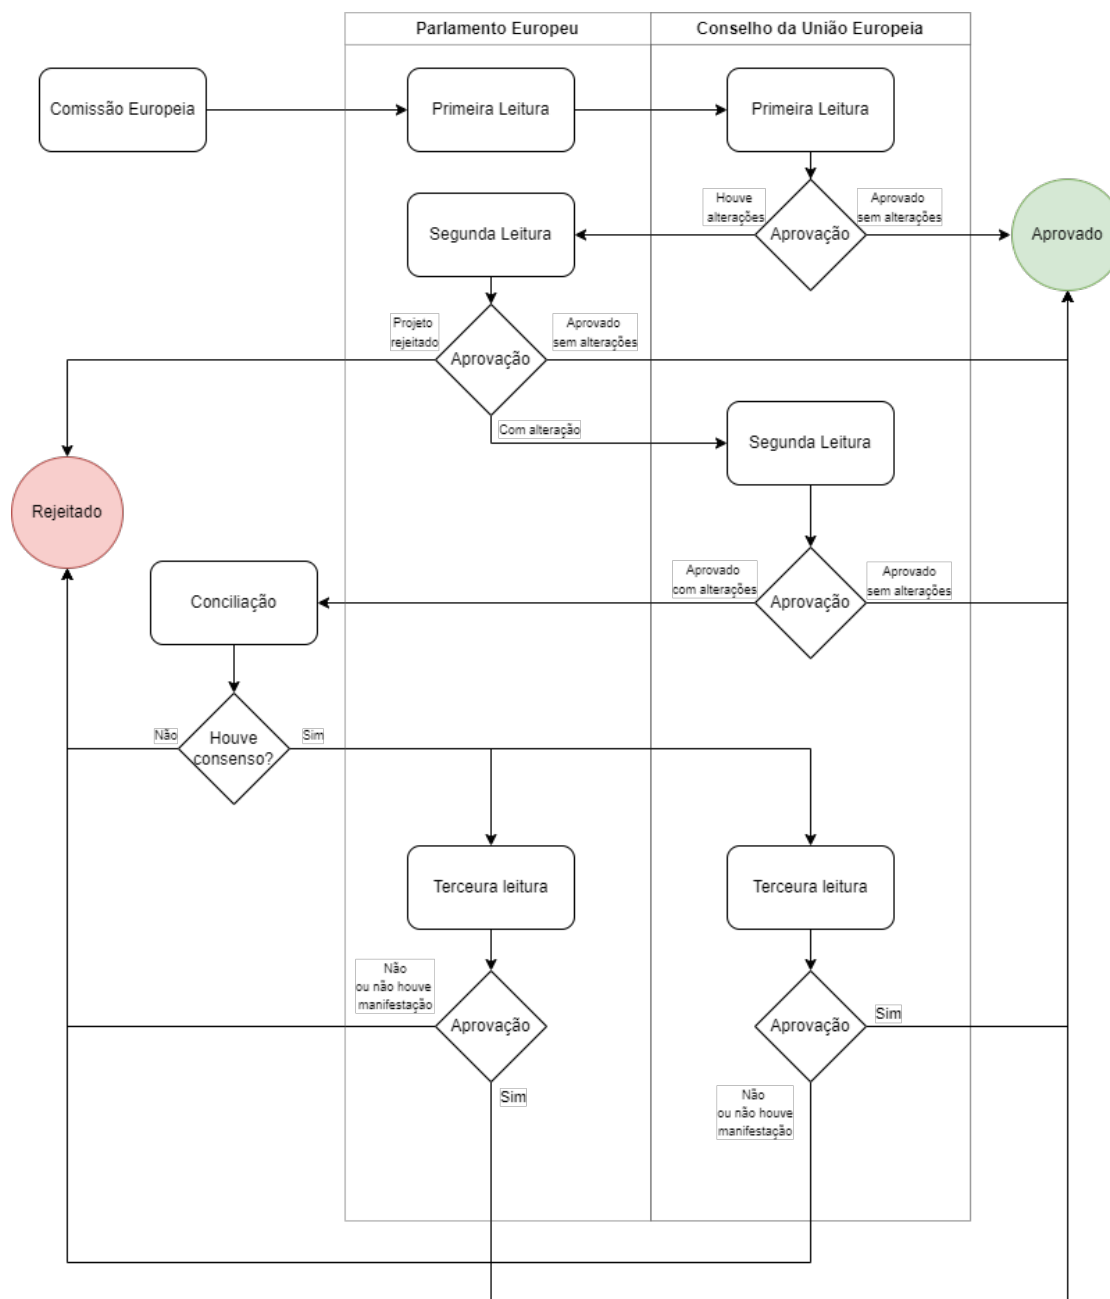 Parlamento Europeu
Conselho da União Europeia
Comissão Europeia
Primeira Leitura
Primeira Leitura
Houve
alterações
Aprovado
sem alterações
Segunda Leitura
Aprovação
Aprovado
Projeto
rejeitado
Aprovado
sem alterações
Aprovação
Com alteração
Segunda Leitura
Rejeitado
Aprovado
com alterações
Aprovado
sem alterações
Conciliação
Aprovação
Não
Houve
consenso?
Sim
Terceura leitura
Terceura leitura
Não
ou não houve
manifestação
Aprovação
Aprovação
Sim
Sim
Não
ou não houve
manifestação